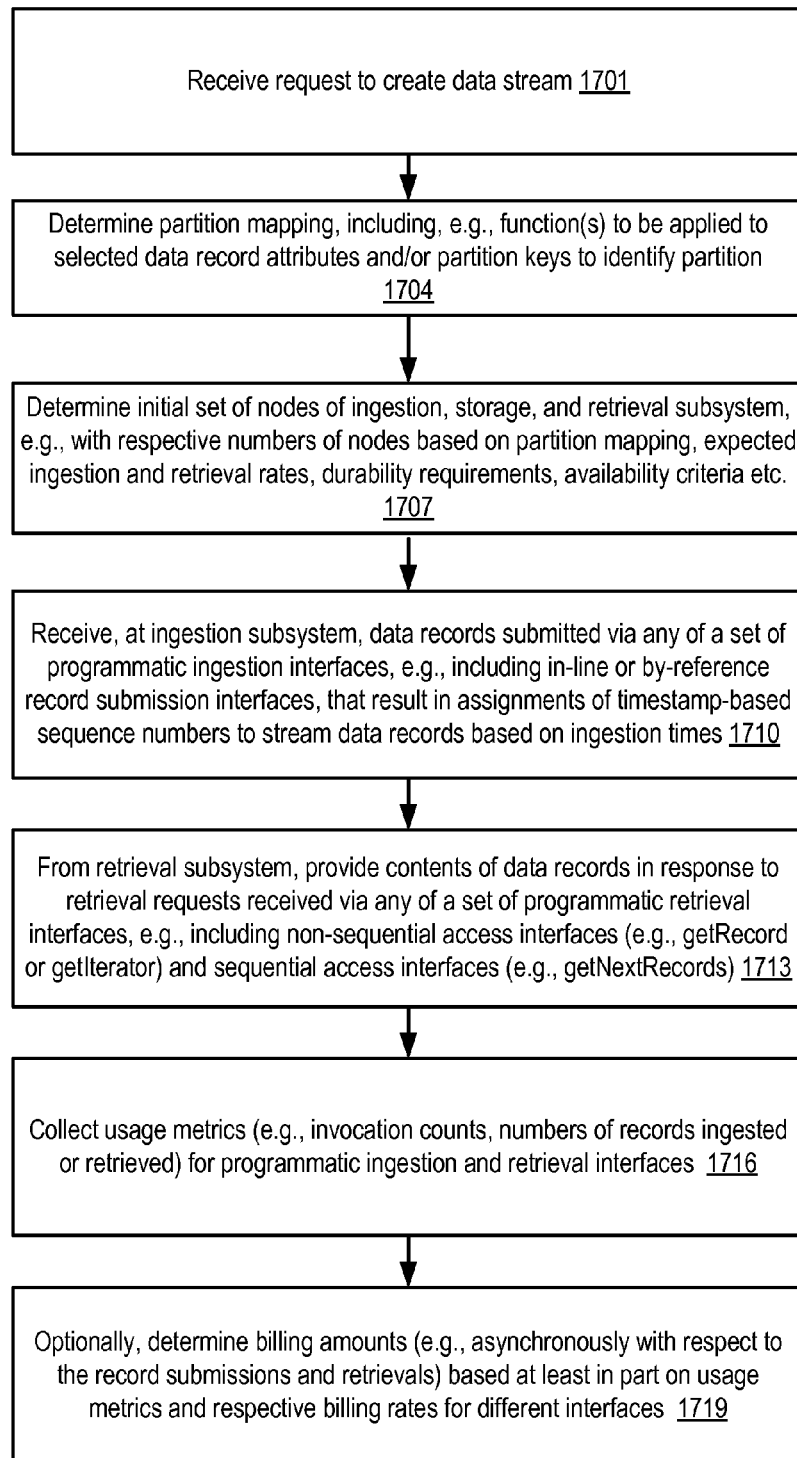 Receive request to create data stream 1701
Determine partition mapping, including, e.g., function(s) to be applied to
selected data record attributes and/or partition keys to identify partition
1704
Determine initial set of nodes of ingestion, storage, and retrieval subsystem,
e.g., with respective numbers of nodes based on partition mapping, expected
ingestion and retrieval rates, durability requirements, availability criteria etc.
1707
Receive, at ingestion subsystem, data records submitted via any of a set of
programmatic ingestion interfaces, e.g., including in-line or by-reference
record submission interfaces, that result in assignments of timestamp-based
sequence numbers to stream data records based on ingestion times 1710
From retrieval subsystem, provide contents of data records in response to
retrieval requests received via any of a set of programmatic retrieval
interfaces, e.g., including non-sequential access interfaces (e.g., getRecord
or getIterator) and sequential access interfaces (e.g., getNextRecords) 1713
Collect usage metrics (e.g., invocation counts, numbers of records ingested
or retrieved) for programmatic ingestion and retrieval interfaces 1716
Optionally, determine billing amounts (e.g., asynchronously with respect to
the record submissions and retrievals) based at least in part on usage
metrics and respective billing rates for different interfaces 1719